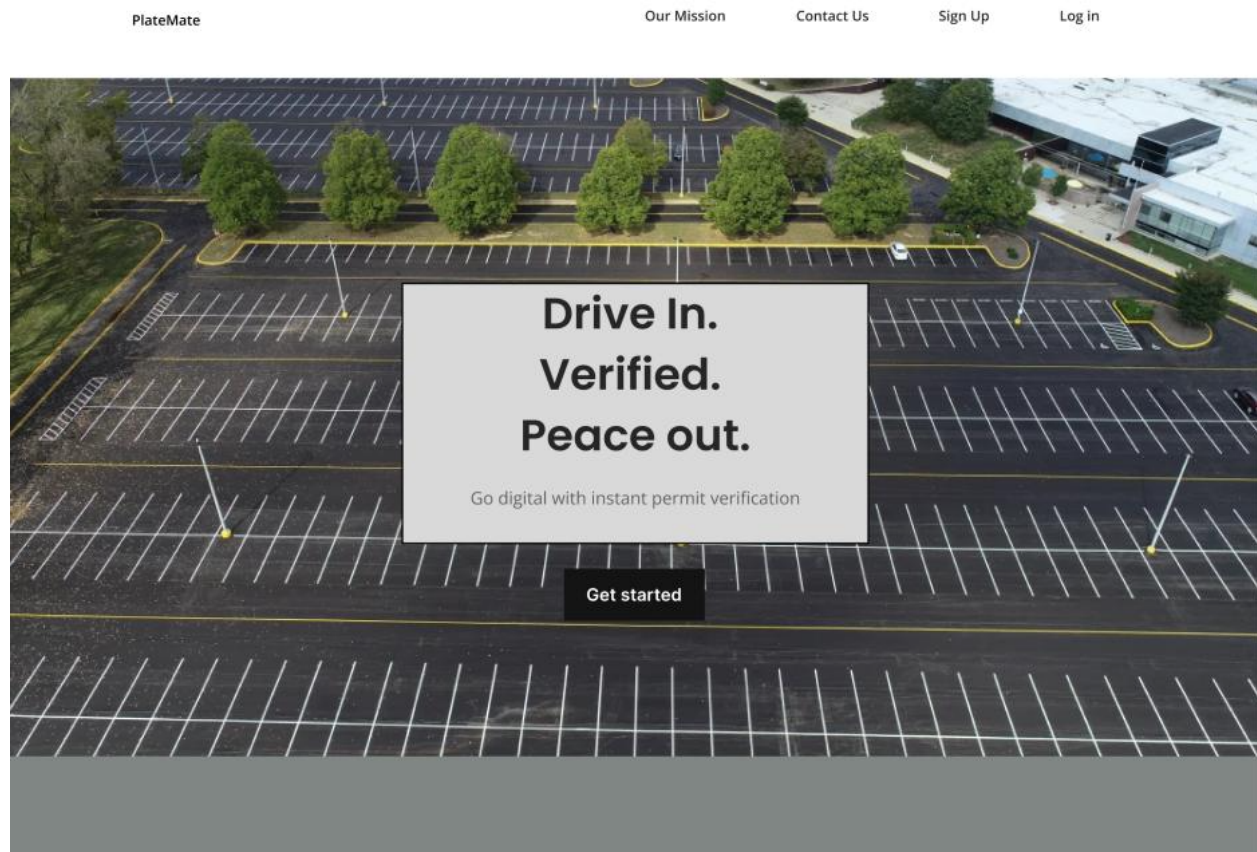 PlateMate
Our Mission Contact Us Sign Up Log in
Drive In.
Verified.
Peace out.
Go digital with instant permit verification
Get started